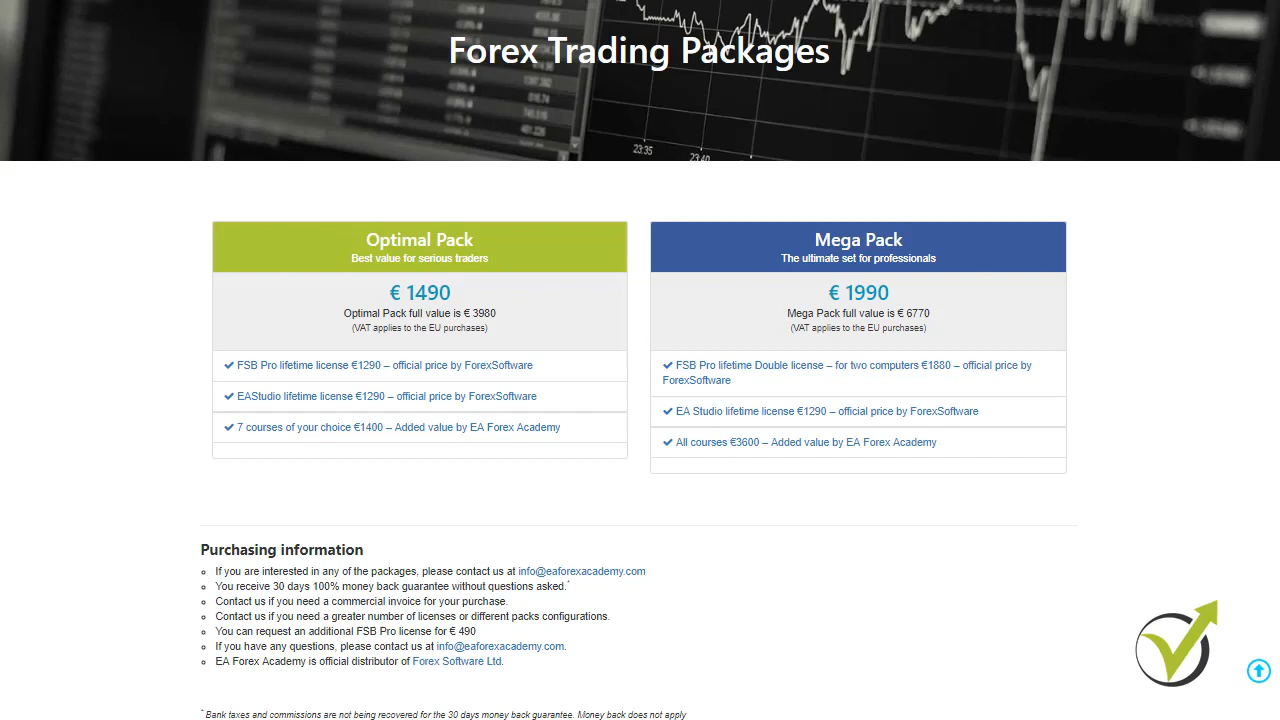 Forex Trading Packages
23:35
23:40
Optimal Pack
Best value for serious traders
€ 1490
Optimal Pack full value is € 3980
(VAT applies to the EU purchases)
FSB Pro lifetime license €1290 – official price by ForexSoftware
EAStudio lifetime license €1290 – official price by ForexSoftware
7 courses of your choice €1400 – Added value by EA Forex Academy
Mega Pack
The ultimate set for professionals
€ 1990
Mega Pack full value is € 6770
(VAT applies to the EU purchases)
FSB Pro lifetime Double license – for two computers €1880 – official price by
ForexSoftware
EA Studio lifetime license €1290 – official price by ForexSoftware
All courses €3600 – Added value by EA Forex Academy
Purchasing information
If you are interested in any of the packages, please contact us at info@eaforexacademy.com
You receive 30 days 100% money back guarantee without questions asked.*
Contact us if you need a commercial invoice for your purchase.
Contact us if you need a greater number of licenses or different packs configurations.
You can request an additional FSB Pro license for € 490
If you have any questions, please contact us at info@eaforexacademy.com.
EA Forex Academy is official distributor of Forex Software Ltd.
* Bank taxes and commissions are not being recovered for the 30 days money back guarantee. Money back does not apply